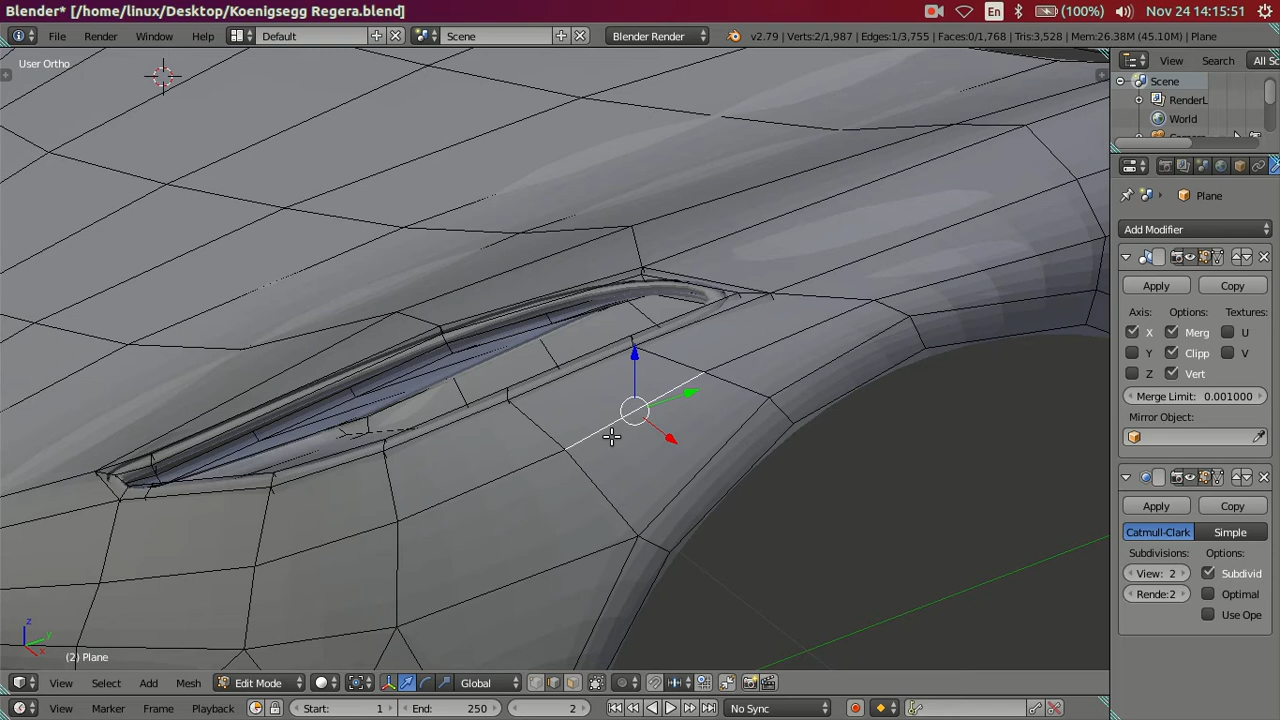 Blender* [/home/linux/Desktop/Koenigsegg Regera.blend]
En (100%) Nov 24 14:15:51
File Render Window Help Default Scene Blender Render v2.79 | Verts:2/1,987 | Edges:1/3,755 | Faces:0/1,768 | Tris:3,528 | Mem:26.38M (45.10M) | Plane
User Ortho
View Search All Sc
Scene
RenderL
World
Plane
Add Modifier
Apply Copy
Axis: Options: Textures:
X Merg U
Y Clipp V
Z Vert
Merge Limit: 0.001000
Mirror Object:
Apply Copy
Catmull-Clark Simple
Subdivisions: Options:
View: 2 Subdivid
Rende:2 Optimal
Use Ope
z
y
x
(2) Plane
View Select Add Mesh Edit Mode Global
View Marker Frame Playback Start: 1 End: 250 2 No Sync